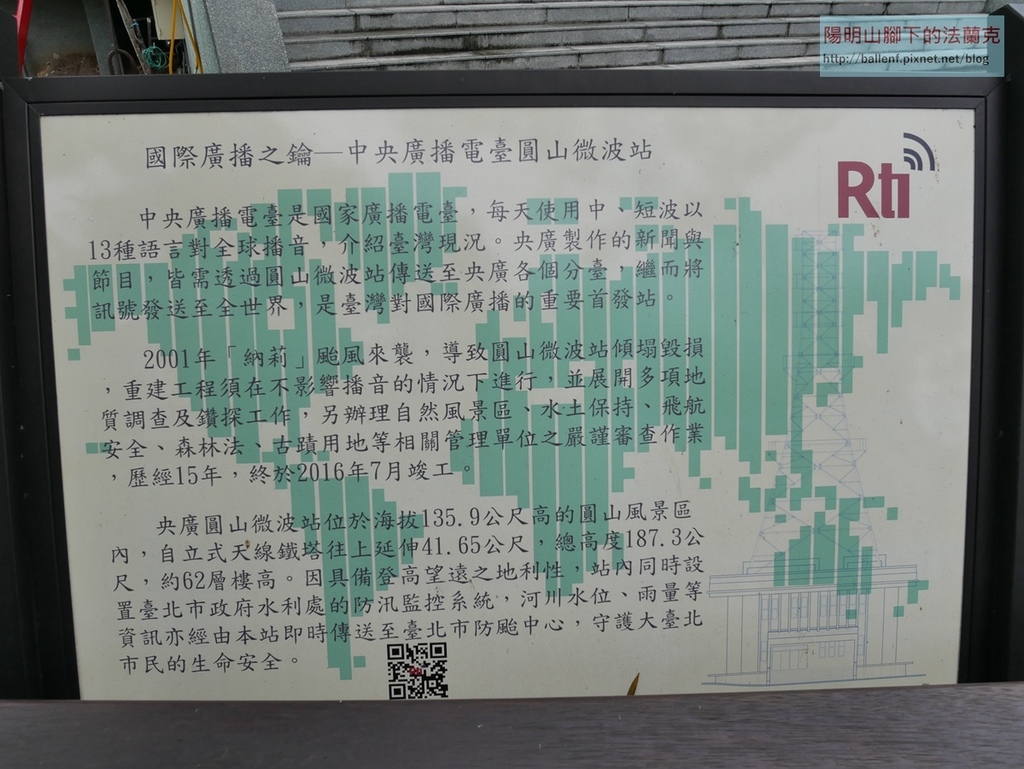 陽明山腳下的法蘭克
http://ballenf.pixnet.net/blog
國際廣播之鑰—中央廣播電臺圓山微波站
Rti
中央廣播電臺是國家廣播電臺，每天使用中、短波以
13種語言對全球播音，介紹臺灣現況。央廣製作的新聞與
節目，皆需透過圓山微波站傳送至央廣各個分臺，繼而將
訊號發送至全世界，是臺灣對國際廣播的重要首發站。
2001年「納莉」颱風來襲，導致圓山微波站傾塌毀損
，重建工程須在不影響播音的情況下進行，並展開多項地
質調查及鑽探工作，另辦理自然風景區、水土保持、飛航
安全、森林法、古蹟用地等相關管理單位之嚴謹審查作業
，歷經15年，終於2016年7月竣工。
央廣圓山微波站位於海拔135.9公尺高的圓山風景區
內，自立式天線鐵塔往上延伸41.65公尺，總高度187.3公
尺，約62層樓高。因具備登高望遠之地利性，站內同時設
置臺北市政府水利處的防汛監控系統，河川水位、雨量等
資訊亦經由本站即時傳送至臺北市防颱中心，守護大臺北
市民的生命安全。